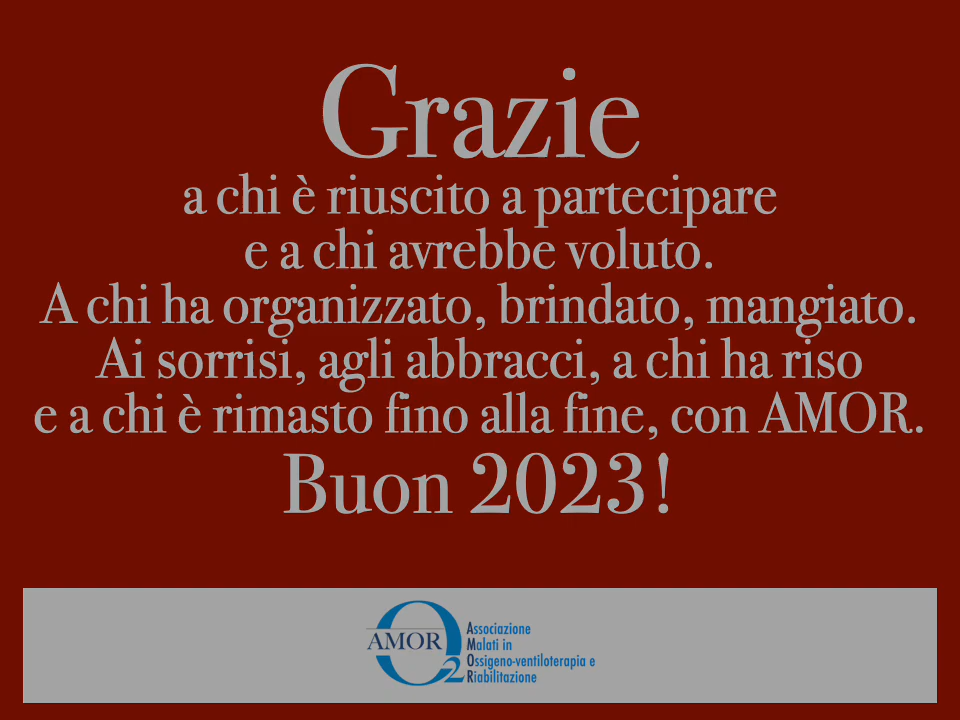 Grazie
a chi è riuscito a partecipare
e a chi avrebbe voluto.
A chi ha organizzato, brindato, mangiato.
Ai sorrisi, agli abbracci, a chi ha riso
e a chi è rimasto fino alla fine, con AMOR.
Buon 2023!
AMOR O2
Associazione
Malati in
Ossigeno-ventiloterapia e
Riabilitazione